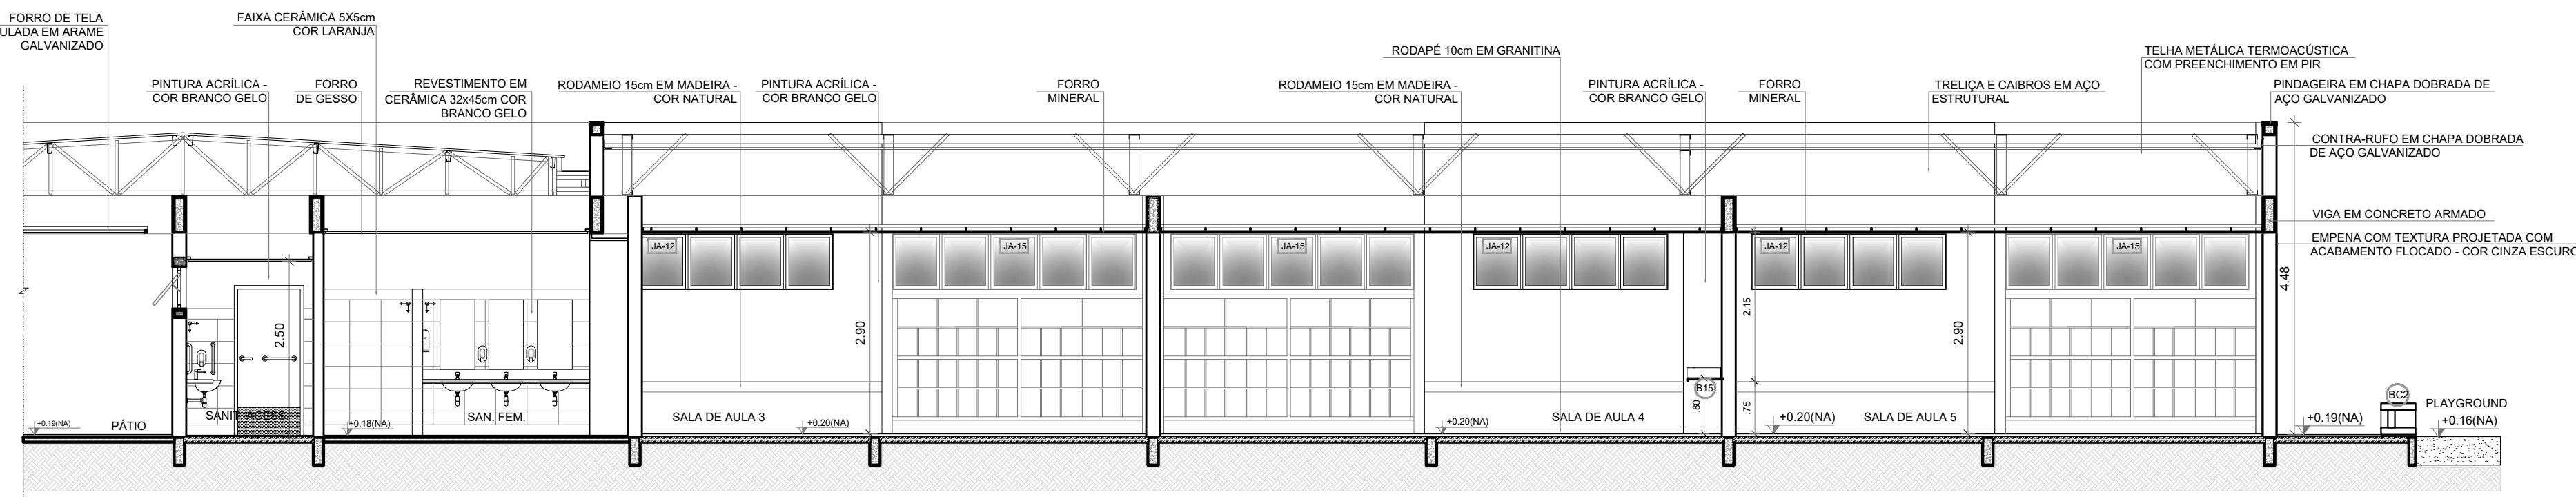 FORRO DE TELA
ULADA EM ARAME
GALVANIZADO
FAIXA CERÂMICA 5X5cm
COR LARANJA
PINTURA ACRÍLICA -
COR BRANCO GELO
FORRO
DE GESSO
REVESTIMENTO EM
CERÂMICA 32x45cm COR
BRANCO GELO
RODAMEIO 15cm EM MADEIRA -
COR NATURAL
PINTURA ACRÍLICA -
COR BRANCO GELO
FORRO
MINERAL
RODAPÉ 10cm EM GRANITINA
RODAMEIO 15cm EM MADEIRA -
COR NATURAL
PINTURA ACRÍLICA -
COR BRANCO GELO
FORRO
MINERAL
TRELIÇA E CAIBROS EM AÇO
ESTRUTURAL
TELHA METÁLICA TERMOACÚSTICA
COM PREENCHIMENTO EM PIR
PINDAGEIRA EM CHAPA DOBRADA DE
AÇO GALVANIZADO
CONTRA-RUFO EM CHAPA DOBRADA
DE AÇO GALVANIZADO
VIGA EM CONCRETO ARMADO
EMPENA COM TEXTURA PROJETADA COM
ACABAMENTO FLOCADO - COR CINZA ESCURO
JA-12
JA-15
JA-15
JA-12
JA-12
JA-15
2.50
2.90
2.15
.75
.80
B15
2.90
4.48
+0.19(NA)
PÁTIO
SANIT. ACESS.
+0.18(NA)
SAN. FEM.
SALA DE AULA 3
+0.20(NA)
+0.20(NA)
SALA DE AULA 4
+0.20(NA)
SALA DE AULA 5
+0.19(NA)
BC2
PLAYGROUND
+0.16(NA)